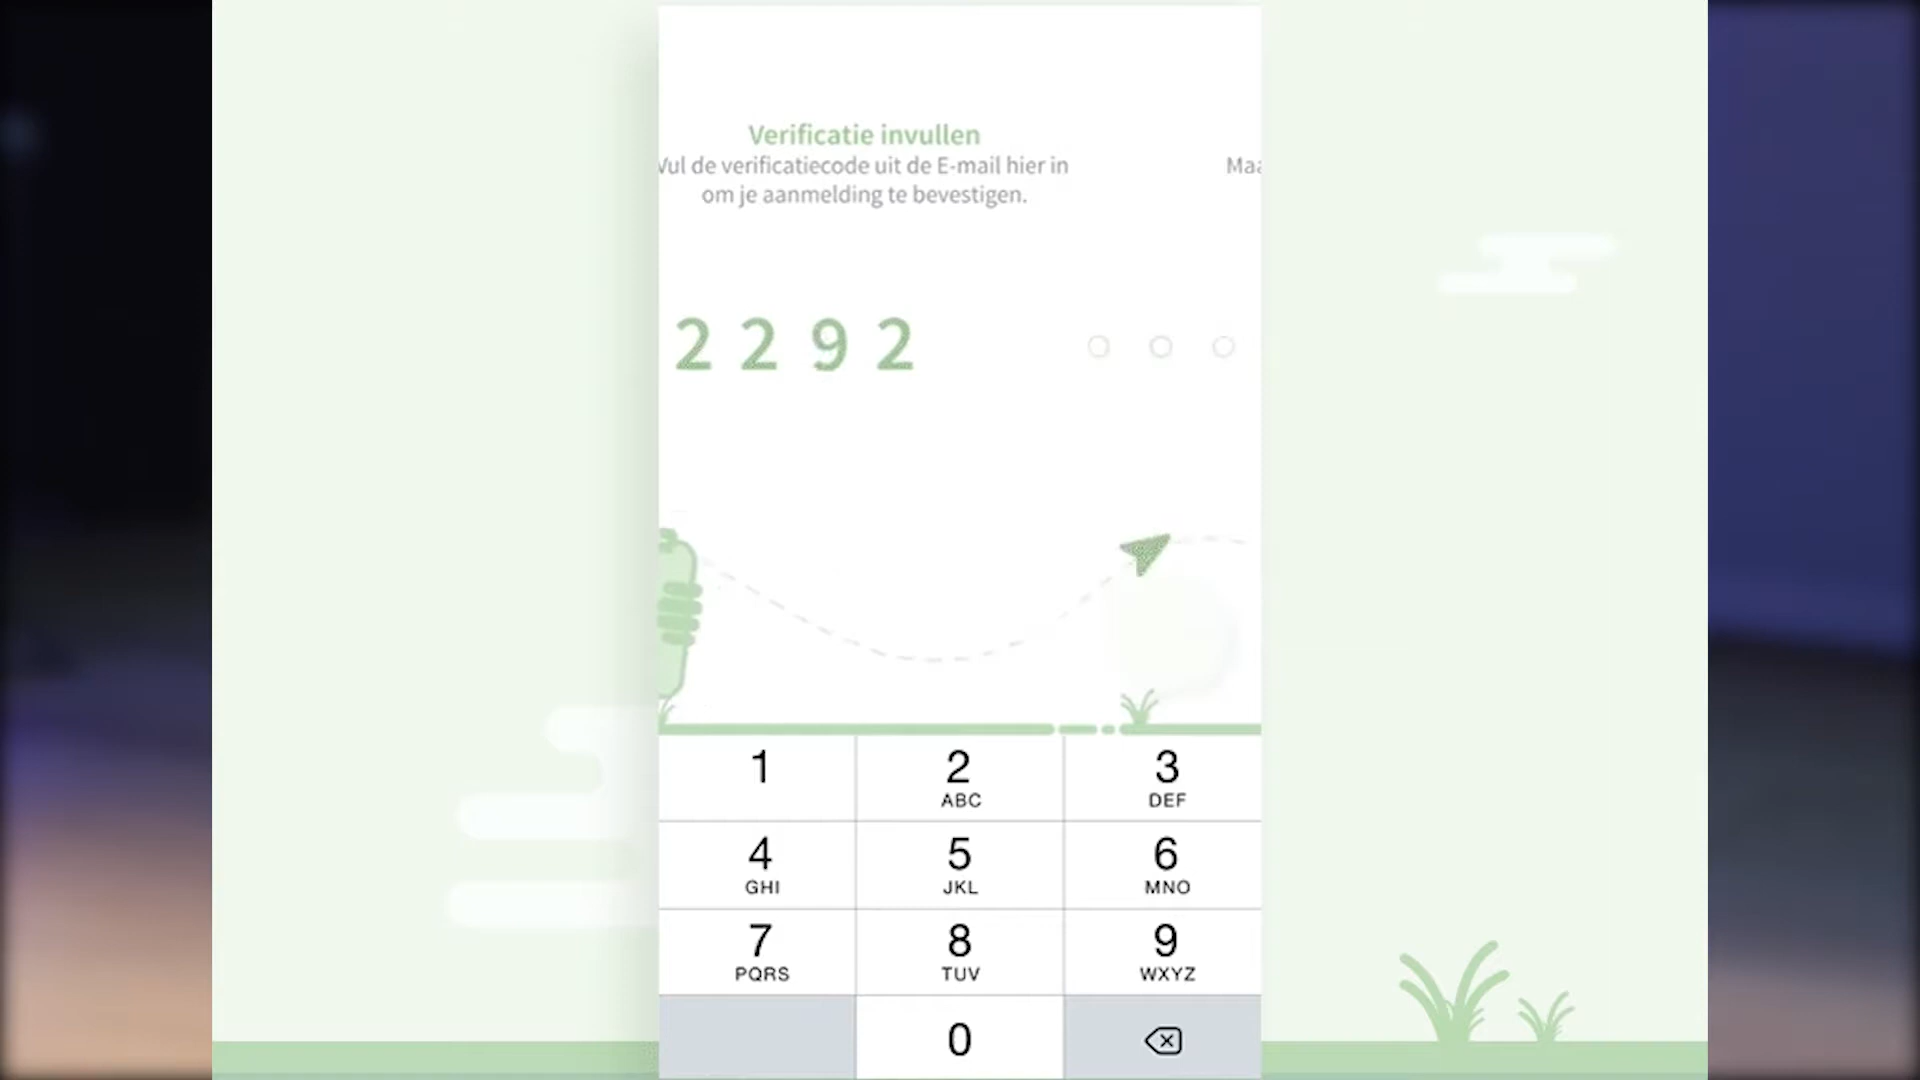 Verificatie invullen
Vul de verificatiecode uit de E-mail hier in
om je aanmelding te bevestigen.
2 2 9 2
1
2
ABC
3
DEF
4
GHI
5
JKL
6
MNO
7
PQRS
8
TUV
9
WXYZ
0